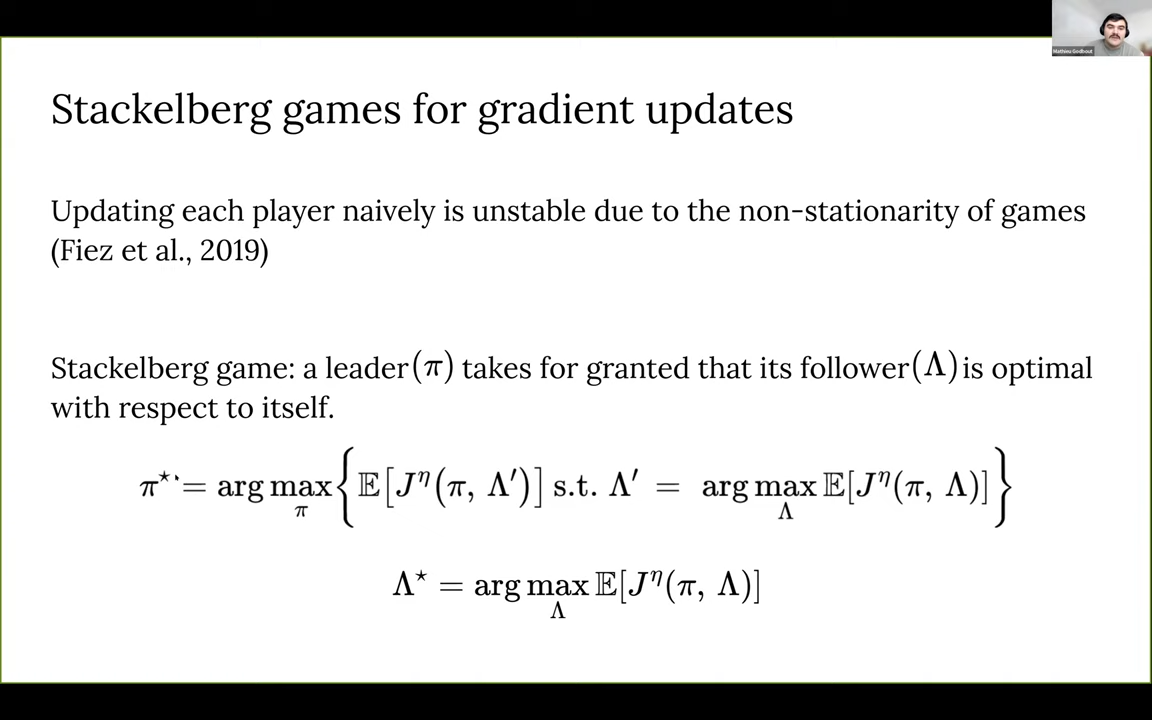 Mathieu Godbout
Stackelberg games for gradient updates
Updating each player naively is unstable due to the non-stationarity of games
(Fiez et al., 2019)
Stackelberg game: a leader(π) takes for granted that its follower(Λ)is optimal
with respect to itself.
π⋆`= arg max_π {𝔼[J^η(π, Λ′)] s.t. Λ′ = arg max_Λ 𝔼[J^η(π, Λ)]}
Λ⋆ = arg max_Λ 𝔼[J^η(π, Λ)]